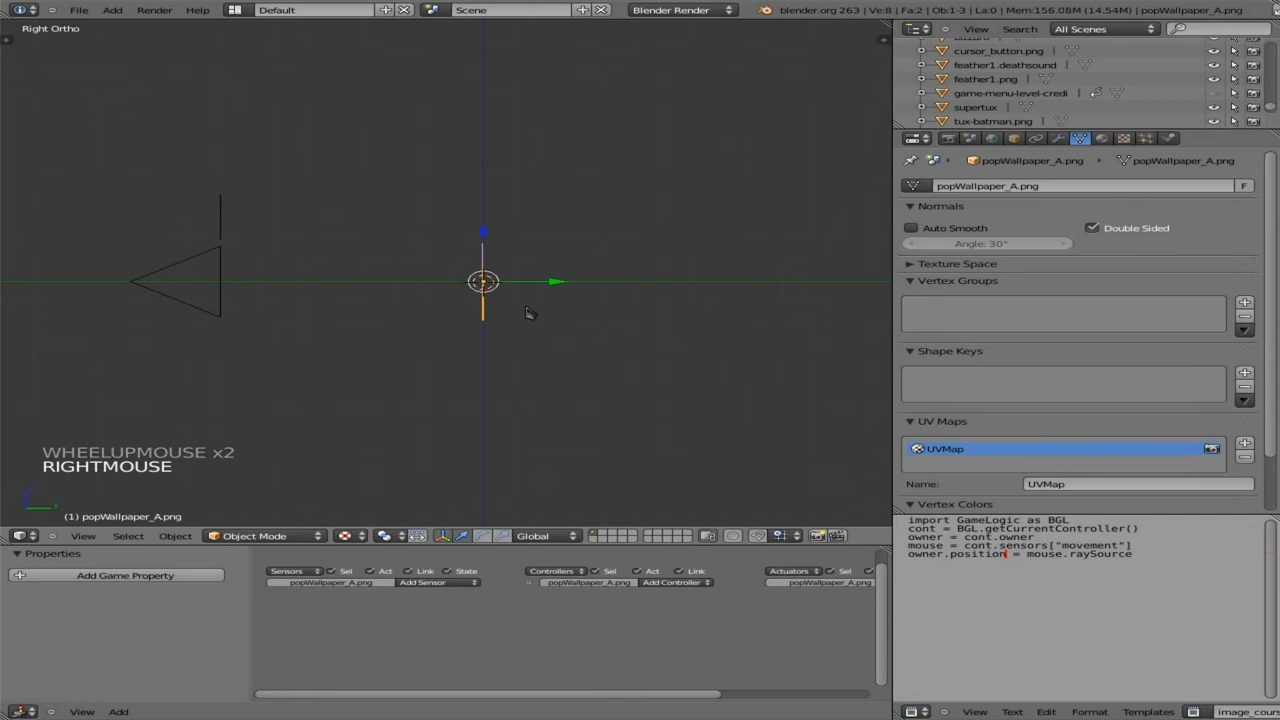 File Add Render Help Default Scene Blender Render blender.org 263 | Ve:8 | Fa:2 | Ob:1-3 | La:0 | Mem:156.08M (14.54M) | popWallpaper_A.png
Right Ortho
View Search All Scenes
cursor_button.png
feather1.deathsound
feather1.png
game-menu-level-credi
supertux
tux-batman.png
popWallpaper_A.png popWallpaper_A.png
popWallpaper_A.png F
Normals
Auto Smooth Double Sided
Angle: 30°
Texture Space
Vertex Groups
Shape Keys
UV Maps
UVMap
Name: UVMap
Vertex Colors
WHEELUPMOUSE x2
RIGHTMOUSE
y
(1) popWallpaper_A.png
View Select Object Object Mode Global
import GameLogic as BGL
cont = BGL.getCurrentController()
owner = cont.owner
mouse = cont.sensors["movement"]
owner.position = mouse.raySource
Properties
Add Game Property
Sensors Sel Act Link State Controllers Sel Act Link Actuators Sel
popWallpaper_A.png Add Sensor popWallpaper_A.png Add Controller popWallpaper_A.png
View Add
View Text Edit Format Templates image_cours